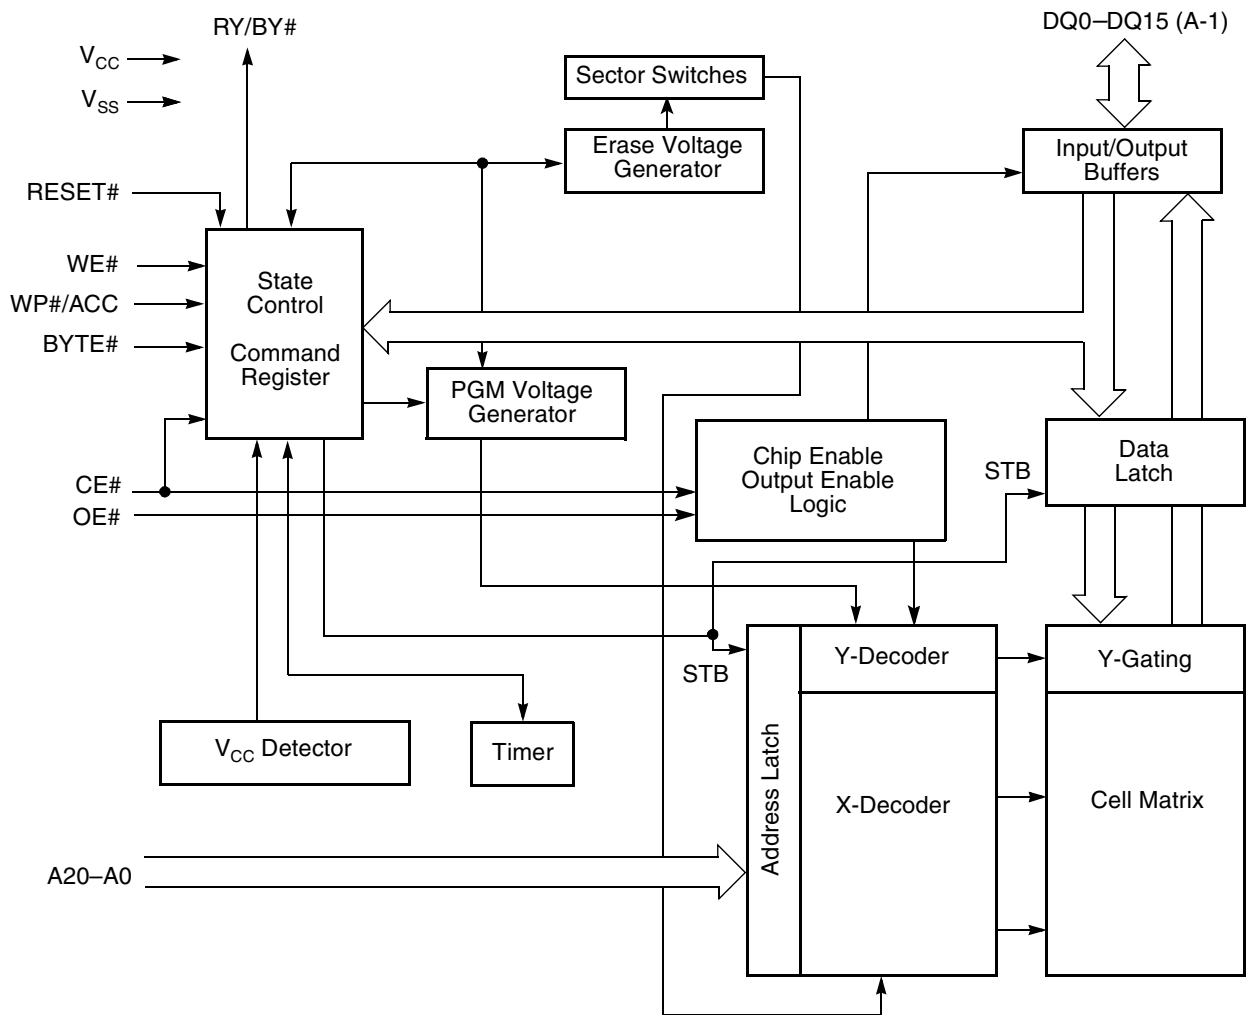 RY/BY#
DQ0–DQ15 (A-1)
VCC
VSS
Sector Switches
Erase Voltage
Generator
Input/Output
Buffers
RESET#
WE#
WP#/ACC
BYTE#
State
Control
Command
Register
PGM Voltage
Generator
Chip Enable
Output Enable
Logic
STB
Data
Latch
CE#
OE#
STB
Y-Decoder
Y-Gating
VCC Detector
Timer
Address Latch
X-Decoder
Cell Matrix
A20–A0